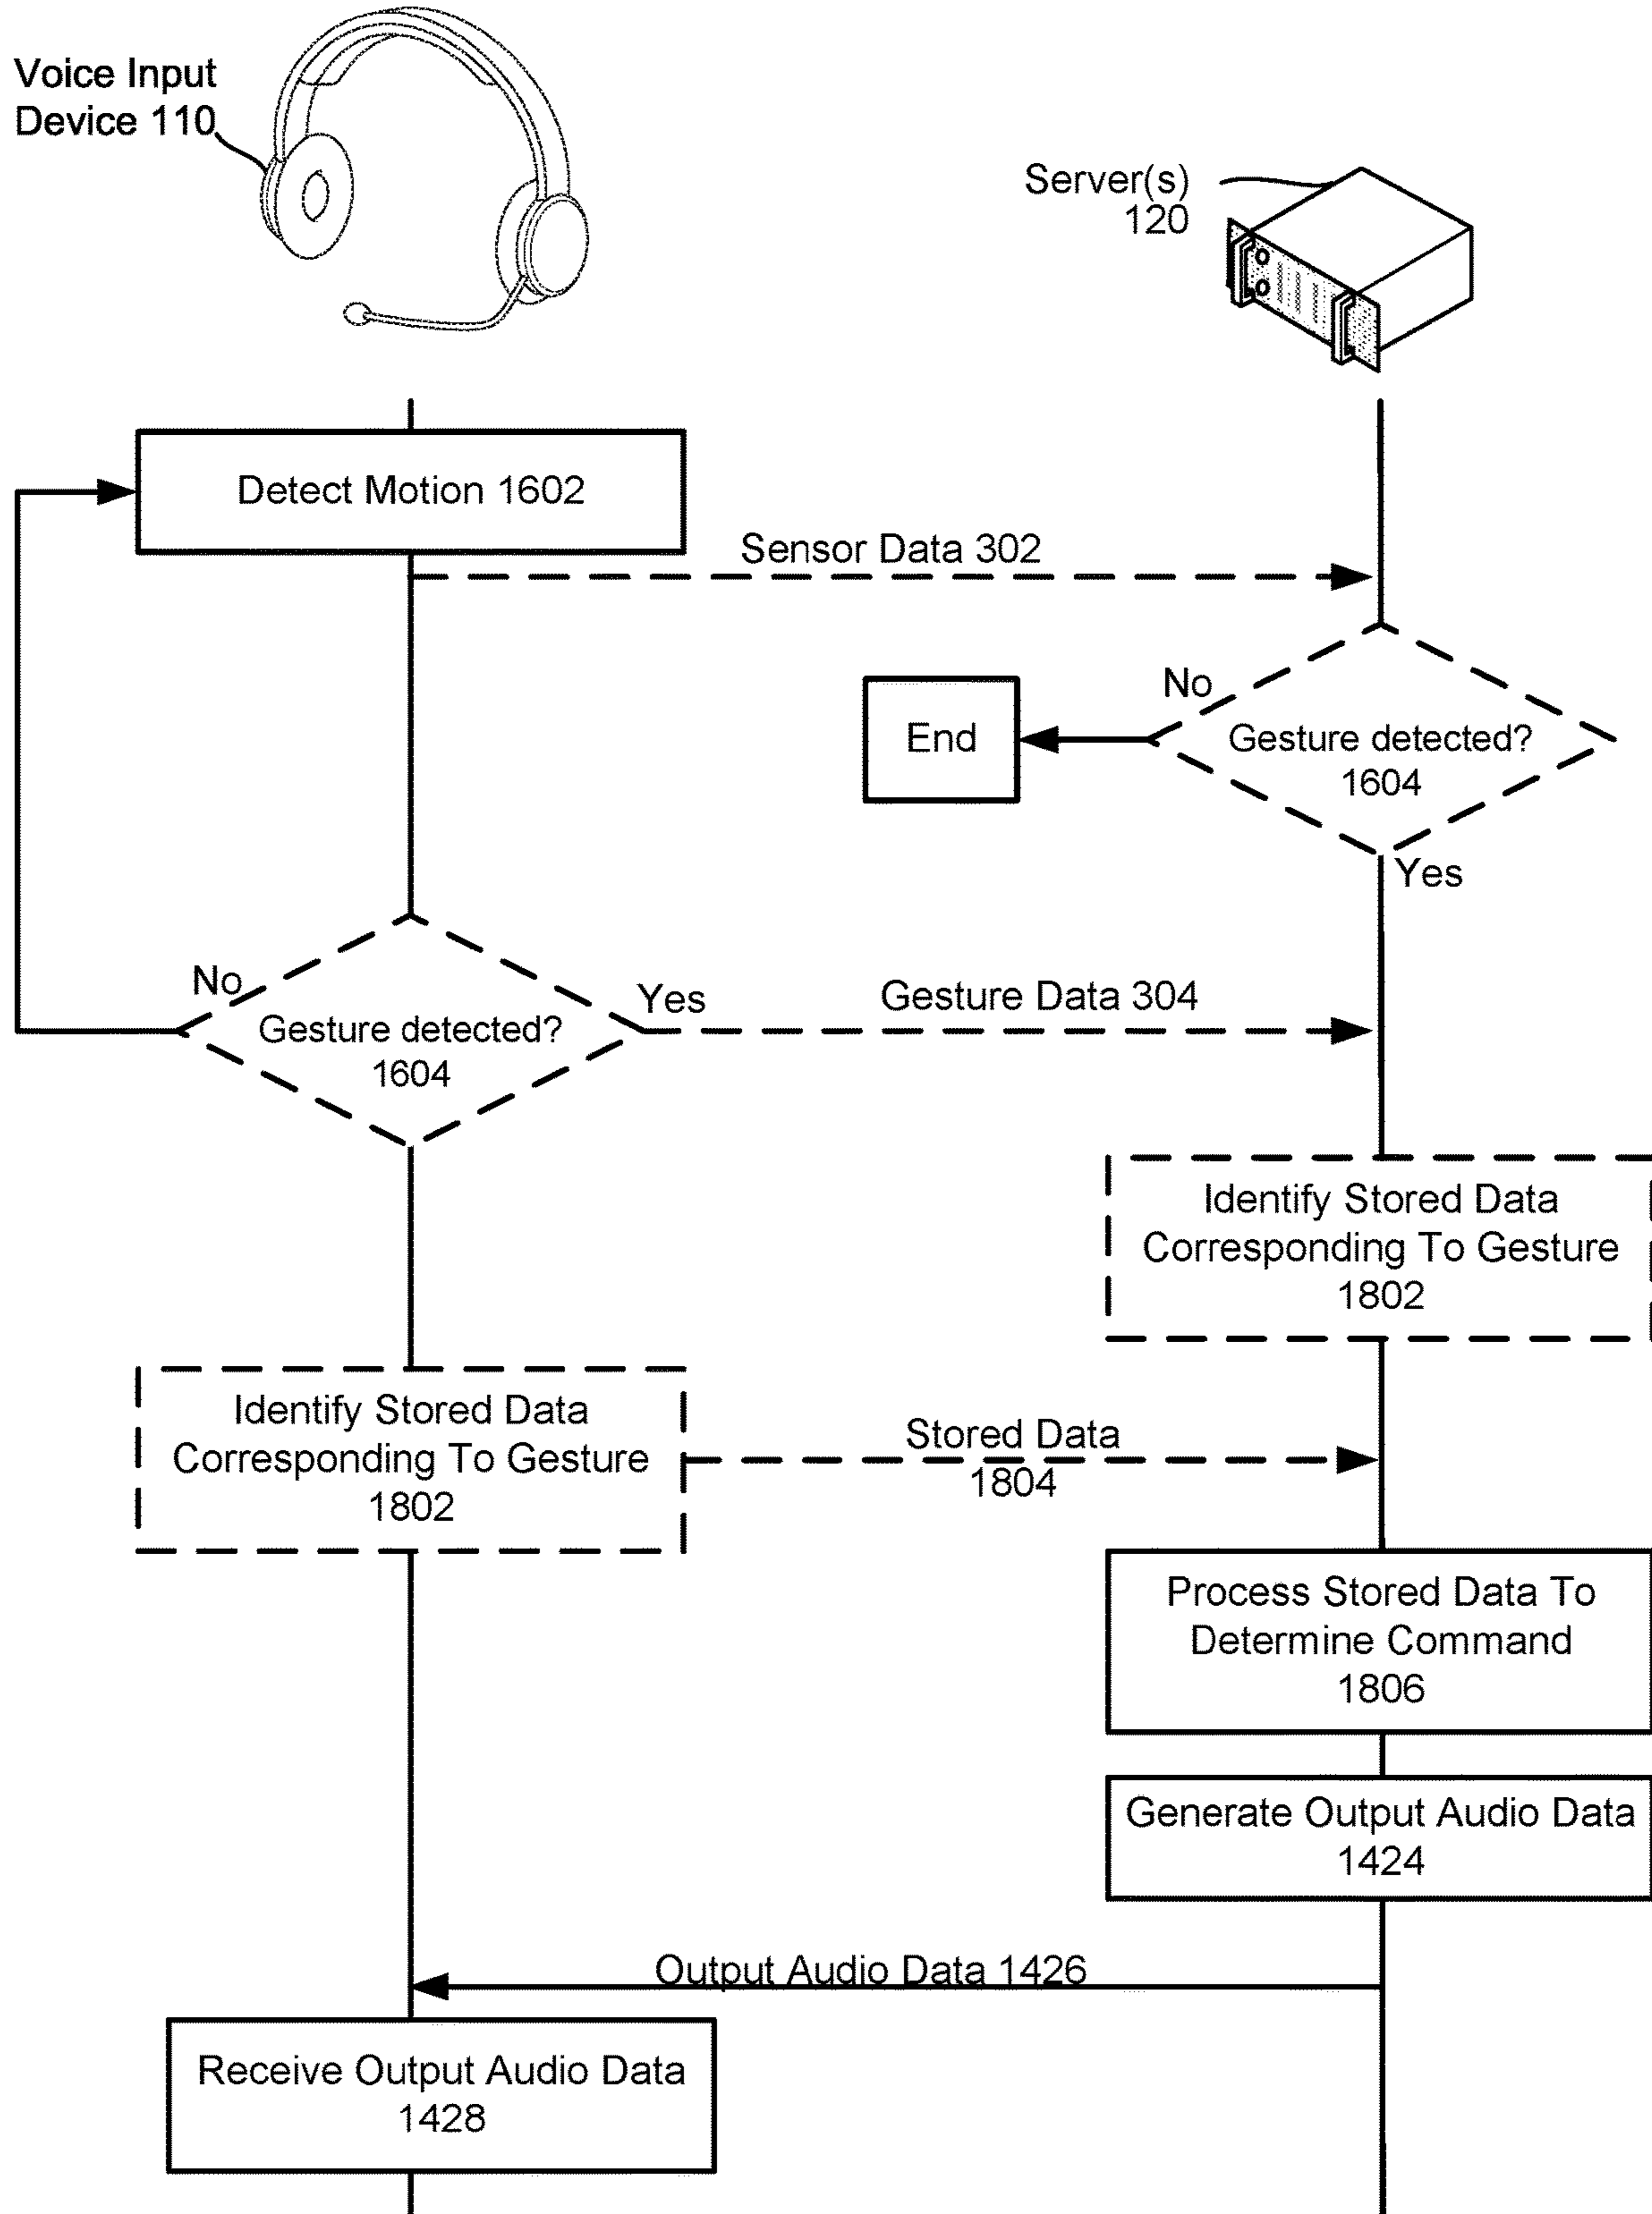 Voice Input
Device 110
Server(s)
120
Detect Motion 1602
Sensor Data 302
No
End
Gesture detected?
1604
Yes
No
Yes
Gesture Data 304
Gesture detected?
1604
Identify Stored Data
Corresponding To Gesture
1802
Identify Stored Data
Corresponding To Gesture
1802
Stored Data
1804
Process Stored Data To
Determine Command
1806
Generate Output Audio Data
1424
Output Audio Data 1426
Receive Output Audio Data
1428